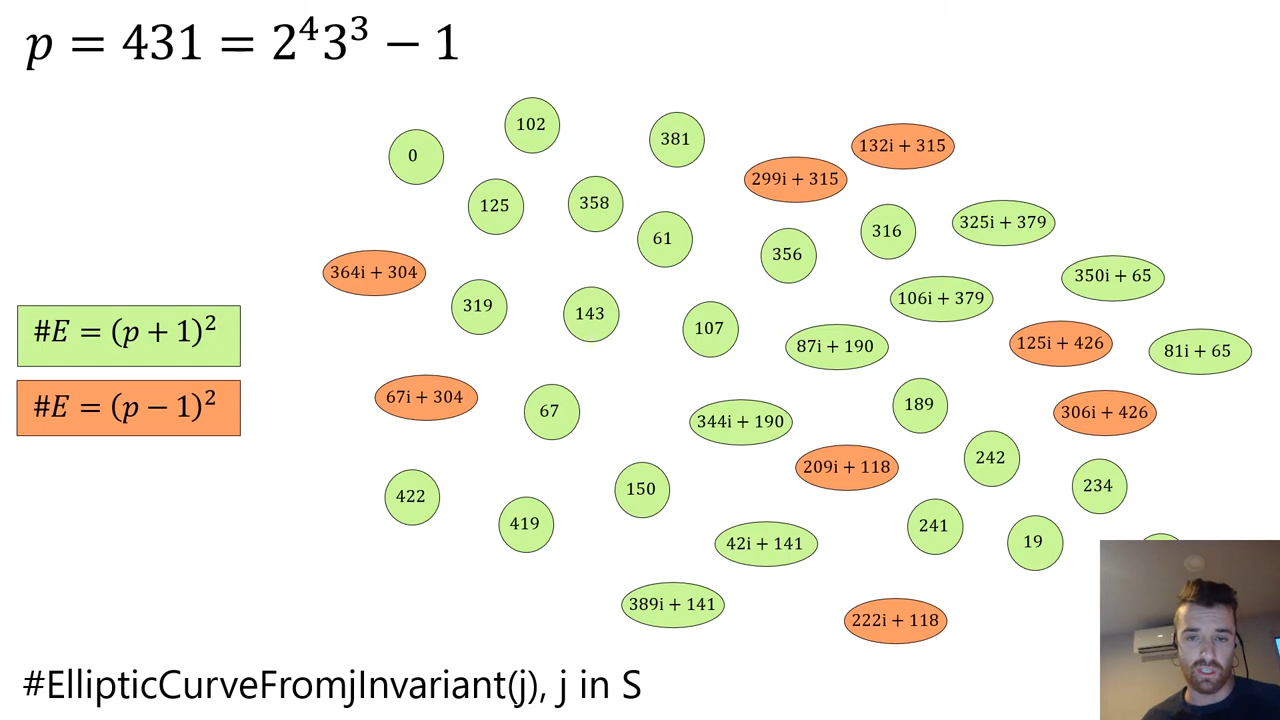 p = 431 = 2⁴3³ − 1
0
102
381
132i + 315
299i + 315
125
358
61
356
316
325i + 379
364i + 304
319
143
107
87i + 190
106i + 379
350i + 65
125i + 426
81i + 65
#E = (p + 1)²
#E = (p − 1)²
67i + 304
67
344i + 190
189
306i + 426
209i + 118
242
234
422
419
150
42i + 141
241
19
389i + 141
222i + 118
#EllipticCurveFromjInvariant(j), j in S